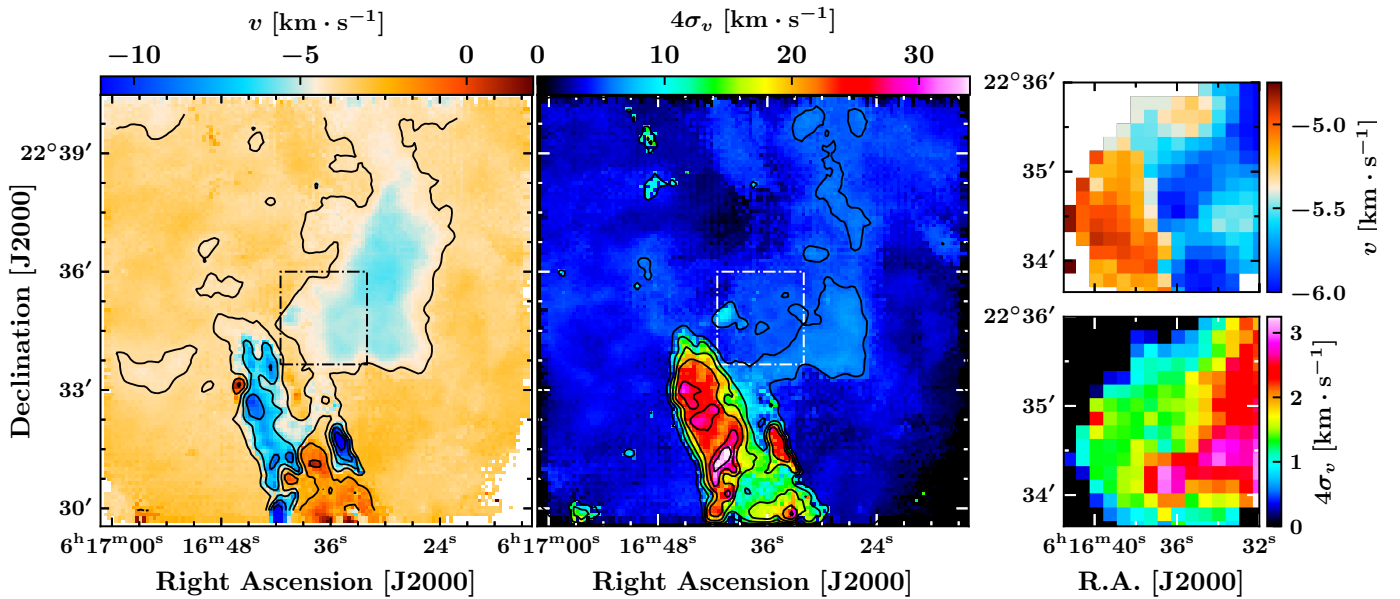 v [km · s⁻¹]
−10 −5 0
4σᵥ [km · s⁻¹]
0 10 20 30
Declination [J2000]
22°39′
36′
33′
30′
6ʰ17ᵐ00ˢ 16ᵐ48ˢ 36ˢ 24ˢ
Right Ascension [J2000]
6ʰ17ᵐ00ˢ 16ᵐ48ˢ 36ˢ 24ˢ
Right Ascension [J2000]
22°36′
35′
34′
−5.0
−5.5
−6.0
v [km · s⁻¹]
22°36′
35′
34′
3
2
1
0
4σᵥ [km · s⁻¹]
6ʰ16ᵐ40ˢ 36ˢ 32ˢ
R.A. [J2000]